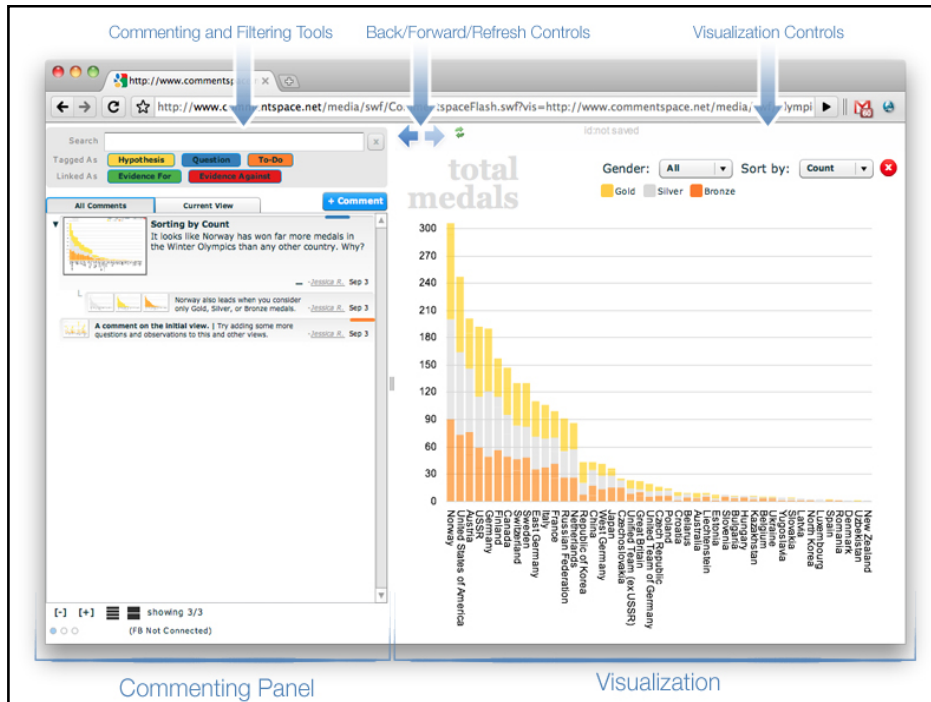 Commenting and Filtering Tools
Back/Forward/Refresh Controls
Visualization Controls
http://www.commentspac
http://www.commentspace.net/media/swf/Co
entspaceFlash.swf?vis=http://www.commentspace.net/media/
lympi
Search
x
Tagged As
Hypothesis
Question
To-Do
Linked As
Evidence For
Evidence Against
All Comments
Current View
+ Comment
Sorting by Count
It looks like Norway has won far more medals in
the Winter Olympics than any other country. Why?
-Jessica R. Sep 3
Norway also leads when you consider
only Gold, Silver, or Bronze medals.
-Jessica R. Sep 3
A comment on the initial view. | Try adding some more
questions and observations to this and other views.
-Jessica R. Sep 3
[-] [+] showing 3/3
(FB Not Connected)
id:not saved
total
medals
Gender: All
Sort by: Count
Gold
Silver
Bronze
300
270
240
210
180
150
120
90
60
30
0
Norway
United States of America
Austria
USSR
Germany
Finland
Canada
Switzerland
Sweden
East Germany
Italy
France
Russian Federation
Netherlands
Republic of Korea
China
West Germany
Japan
Czechoslovakia
Unified Team (ex USSR)
Great Britain
United Team of Germany
Czech Republic
Poland
Croatia
Belarus
Australia
Liechtenstein
Estonia
Slovenia
Bulgaria
Hungary
Kazakhstan
Belgium
Ukraine
Yugoslavia
Slovakia
Latvia
North Korea
Luxembourg
Spain
Romania
Denmark
Uzbekistan
New Zealand
Commenting Panel
Visualization